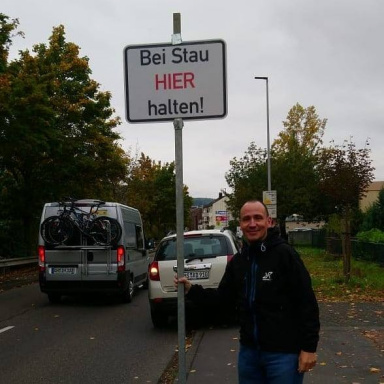 Bei Stau
HIER
halten!